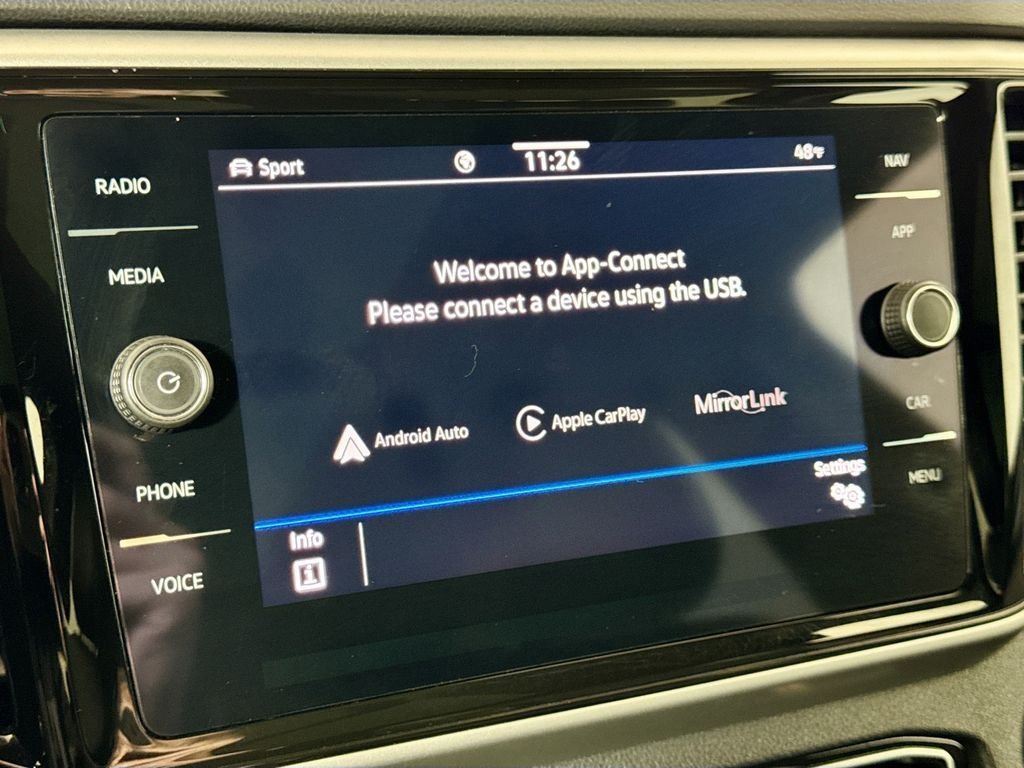 RADIO
MEDIA
PHONE
VOICE
Sport
11:26
48°F
Welcome to App-Connect
Please connect a device using the USB.
Android Auto
Apple CarPlay
MirrorLink
Settings
Info
i
NAV
APP
CAR
MENU